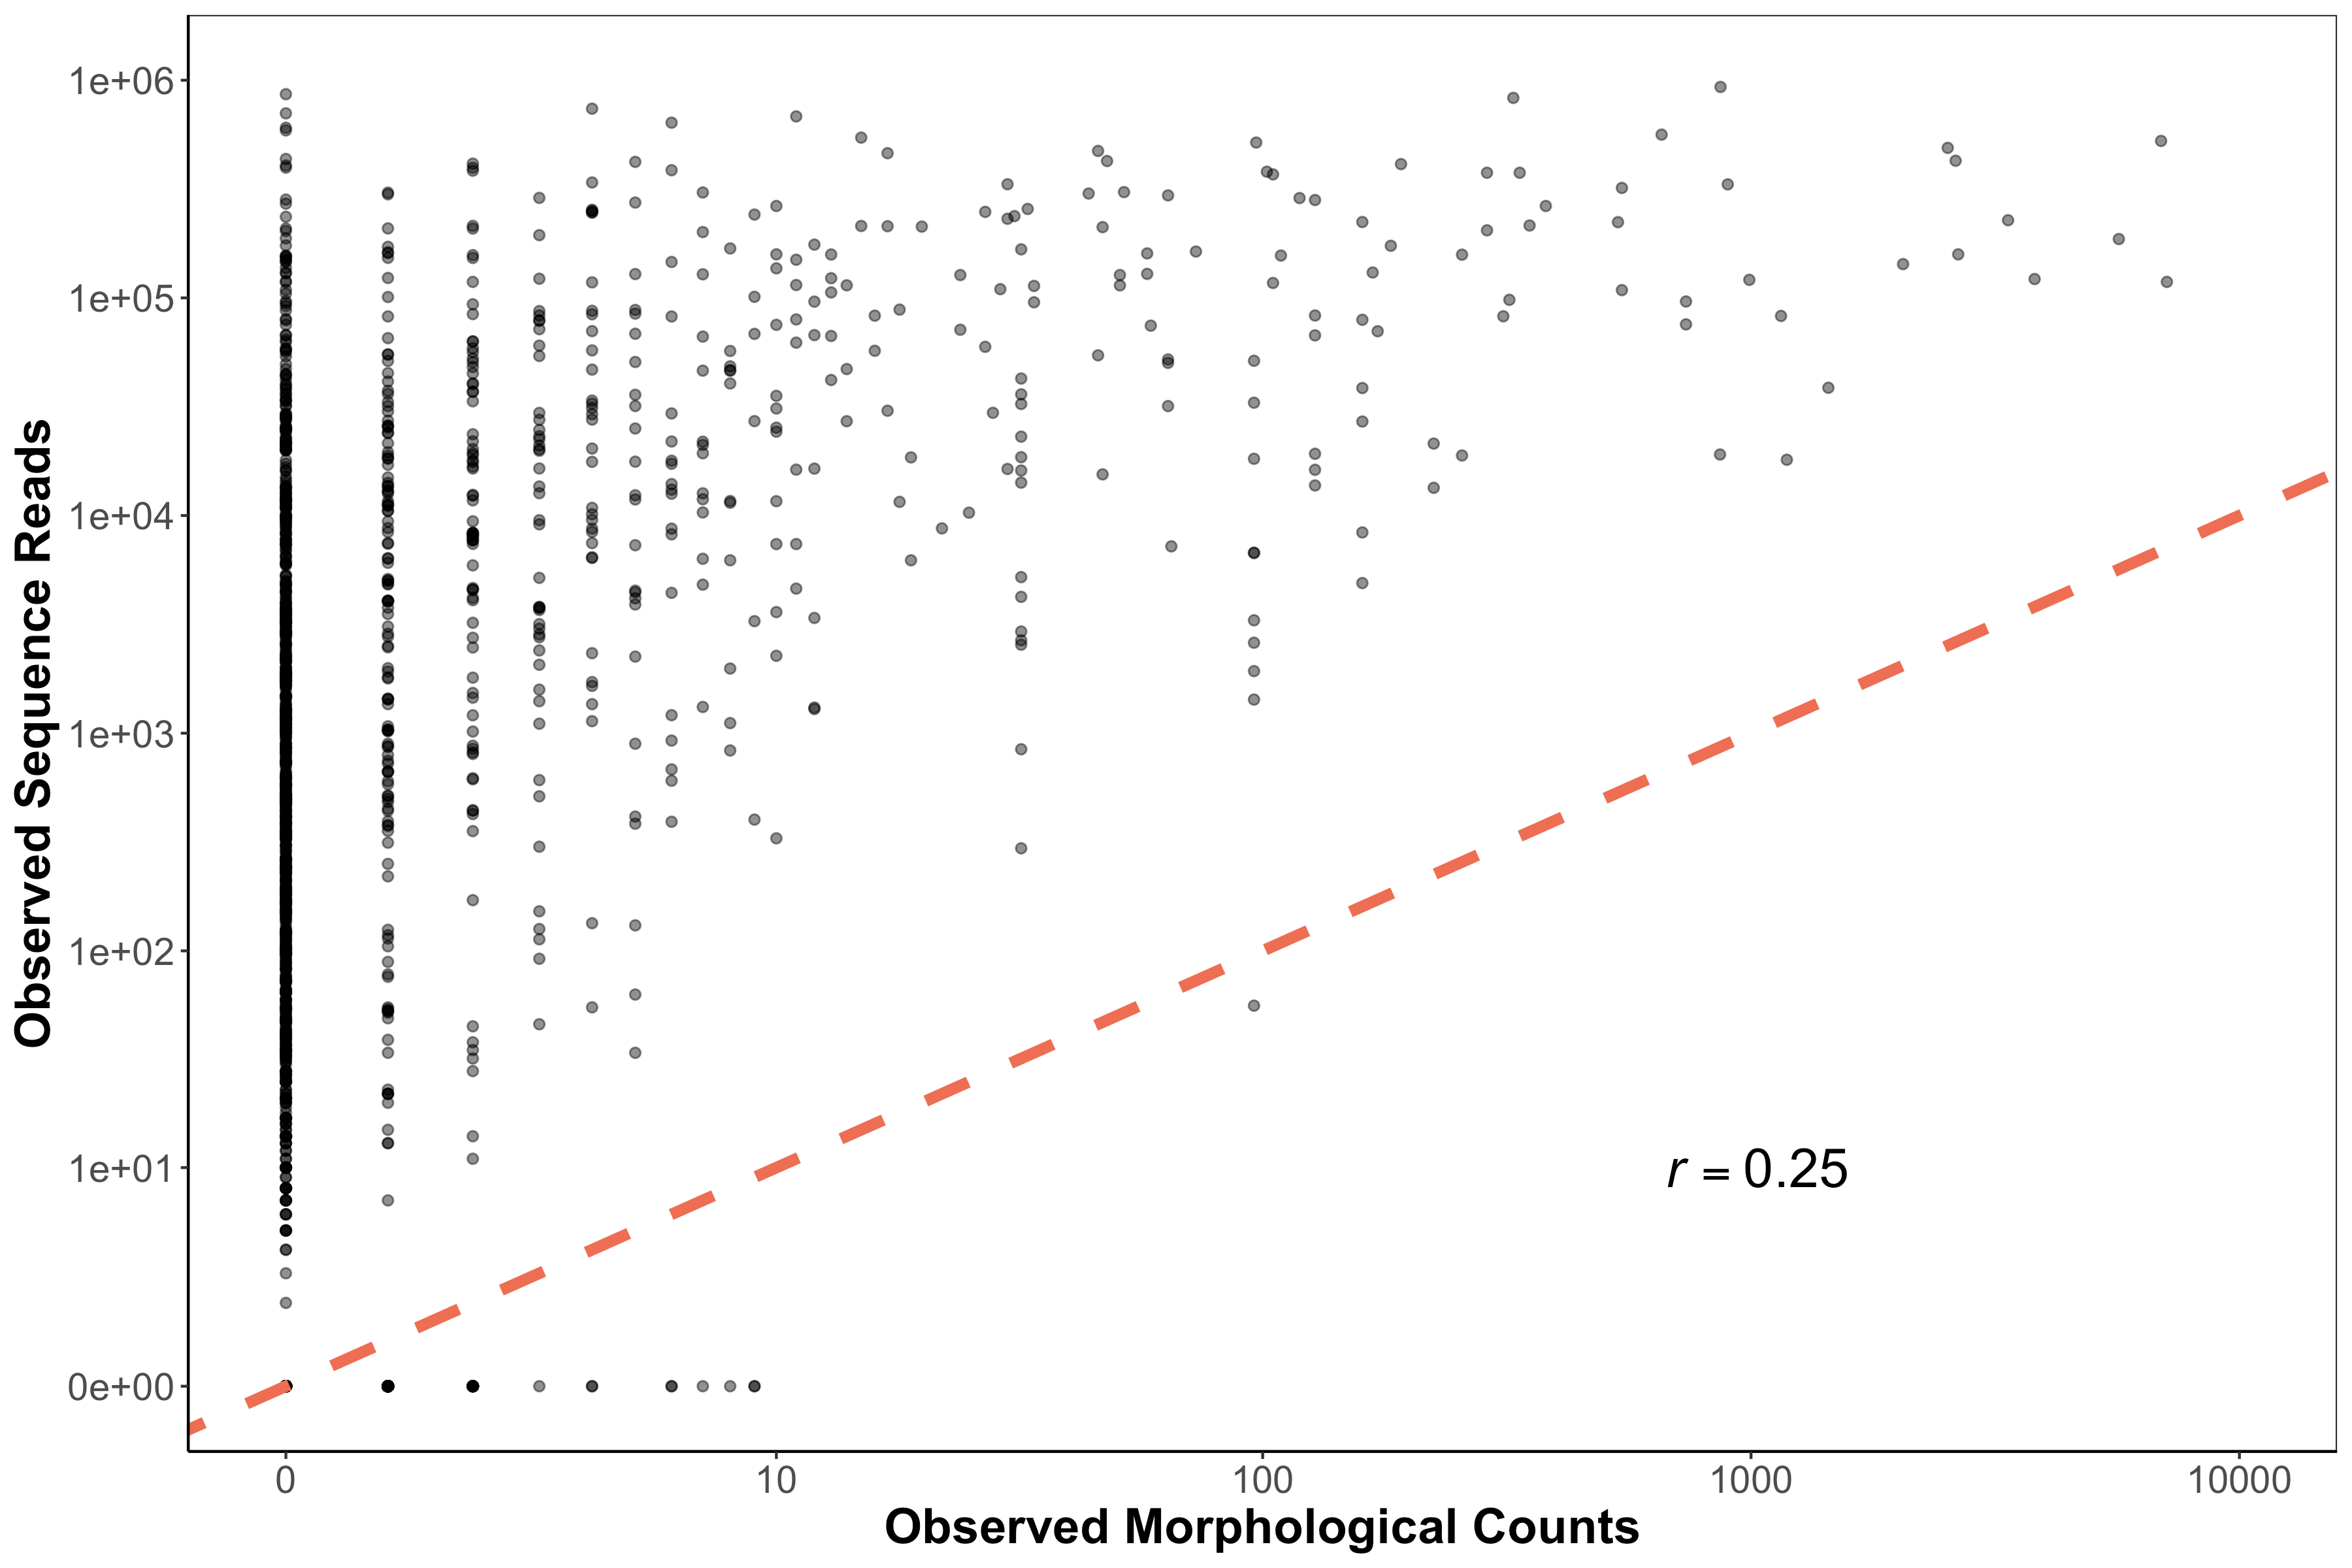 1e+06
1e+05
1e+04
1e+03
1e+02
1e+01
0e+00
Observed Sequence Reads
r = 0.25
0 10 100 1000 10000
Observed Morphological Counts